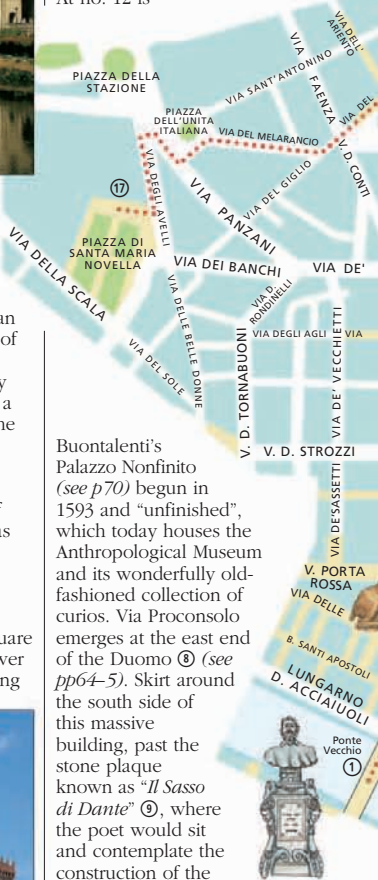 At no. 12 is
PIAZZA DELLA
STAZIONE
PIAZZA
DELL'UNITA
ITALIANA
VIA SANT'ANTONINO
VIA DELL'
ARIENTO
VIA FAENZA
VIA DEL MELARANCIO
VIA DEL
V. D. CONTI
VIA DEL GIGLIO
17
VIA DEGLI AVELLI
VIA PANZANI
PIAZZA DI
SANTA MARIA
NOVELLA
VIA DELLA SCALA
VIA DEI BANCHI
VIA DE'
VIA D.
RONDINELLI
VIA DELLE BELLE DONNE
VIA DEGLI AGLI
VIA
VIA DEL SOLE
V. D. TORNABUONI
VIA DE' VECCHIETTI
V. D. STROZZI
VIA DE'SASSETTI
V. PORTA
ROSSA
VIA DELLE
B. SANTI APOSTOLI
LUNGARNO
D. ACCIAIUOLI
Ponte
Vecchio
1
an
of
y
a
as
uare
ver
ng
Buontalenti's
Palazzo Nonfinito
(see p70) begun in
1593 and “unfinished”,
which today houses the
Anthropological Museum
and its wonderfully old-
fashioned collection of
curios. Via Proconsolo
emerges at the east end
of the Duomo ⑧ (see
pp64–5). Skirt around
the south side of
this massive
building, past the
stone plaque
known as “Il Sasso
di Dante” ⑨, where
the poet would sit
and contemplate the
construction of the